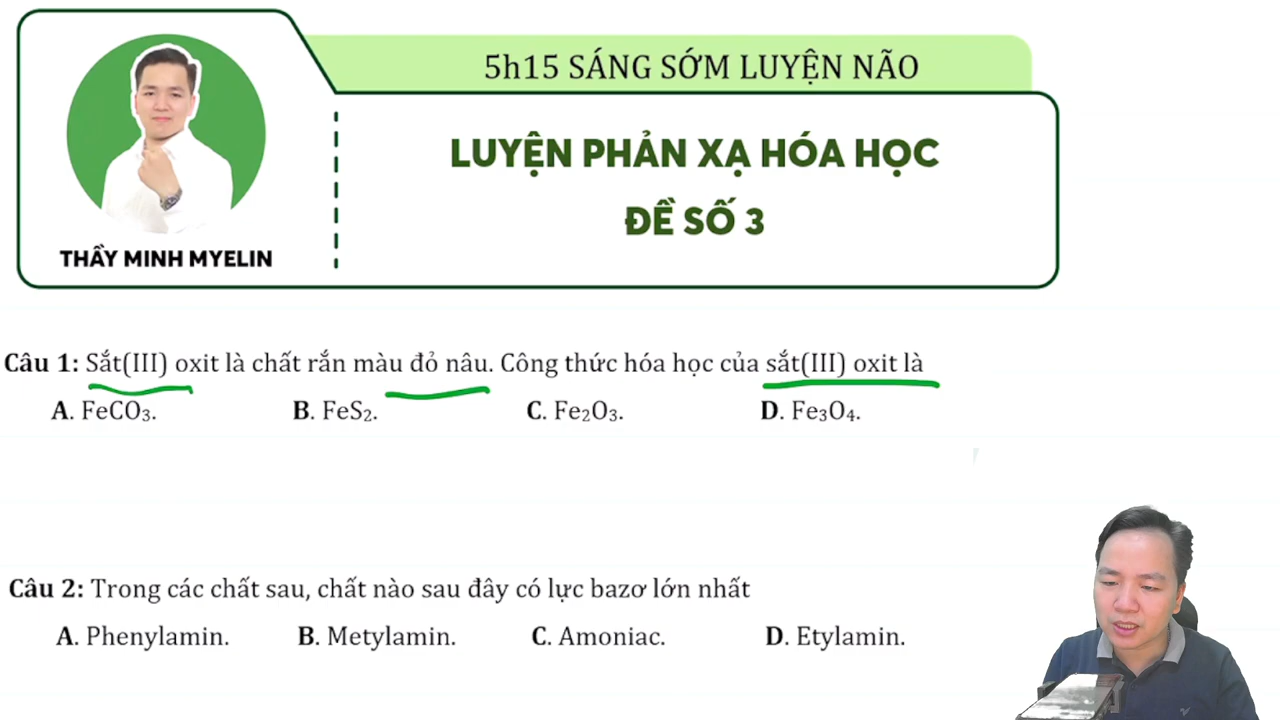 5h15 SÁNG SỚM LUYỆN NÃO
LUYỆN PHẢN XẠ HÓA HỌC
ĐỀ SỐ 3
THẦY MINH MYELIN
Câu 1: Sắt(III) oxit là chất rắn màu đỏ nâu. Công thức hóa học của sắt(III) oxit là
A. FeCO₃. B. FeS₂. C. Fe₂O₃. D. Fe₃O₄.
Câu 2: Trong các chất sau, chất nào sau đây có lực bazơ lớn nhất
A. Phenylamin. B. Metylamin. C. Amoniac. D. Etylamin.